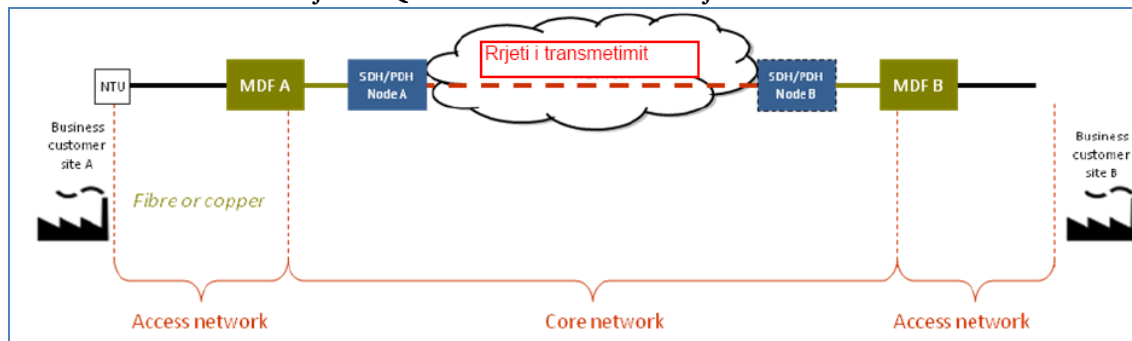 Rrjeti i transmetimit
NTU
MDF A
SDH/PDH
Node A
SDH/PDH
Node B
MDF B
Business
customer
site A
Business
customer
site B
Fibre or copper
Access network
Core network
Access network